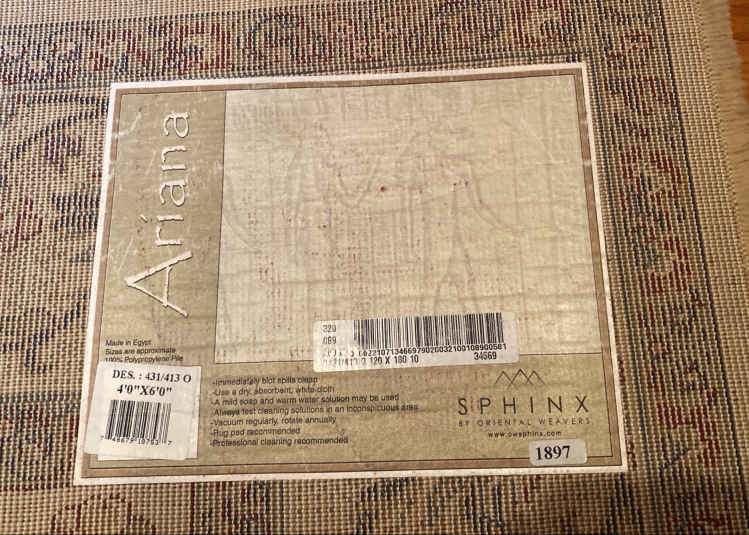 Ariana
Made in Egypt
Sizes are approximate
100% Polypropylene Pile
DES. : 431/413 O
4'0"X6'0"
-Immediately blot spills clean
-Use a dry, absorbent, white cloth
-A mild soap and warm water solution may be used
-Always test cleaning solutions in an inconspicuous area
-Vacuum regularly, rotate annually
-Rug pad recommended
-Professional cleaning recommended
320
089
120 X 180 10
34669
SPHINX
BY ORIENTAL WEAVERS
www.owsphinx.com
1897